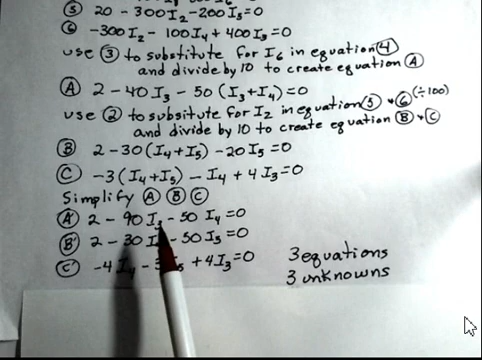 ⑤ 20 - 300I₂ - 200I₅ = 0
⑥ -300I₂ - 100I₄ + 400I₃ = 0
use ③ to substitute for I₆ in equation ④
and divide by 10 to create equation Ⓐ
Ⓐ 2 - 40I₃ - 50 (I₃+I₄) = 0
use ② to subsitute for I₂ in equation ⑤ & ⑥ (÷100)
and divide by 10 to create equation Ⓑ & Ⓒ
Ⓑ 2 - 30(I₄+I₅) - 20I₅ = 0
Ⓒ -3(I₄+I₅) - I₄ + 4I₃ = 0
Simplify Ⓐ Ⓑ Ⓒ
Ⓐ' 2 - 90I₃ - 50I₄ = 0
Ⓑ' 2 - 30I - 50I₅ = 0
Ⓒ' -4I₄ - 3 ₅ + 4I₃ = 0
3 equations
3 unknowns